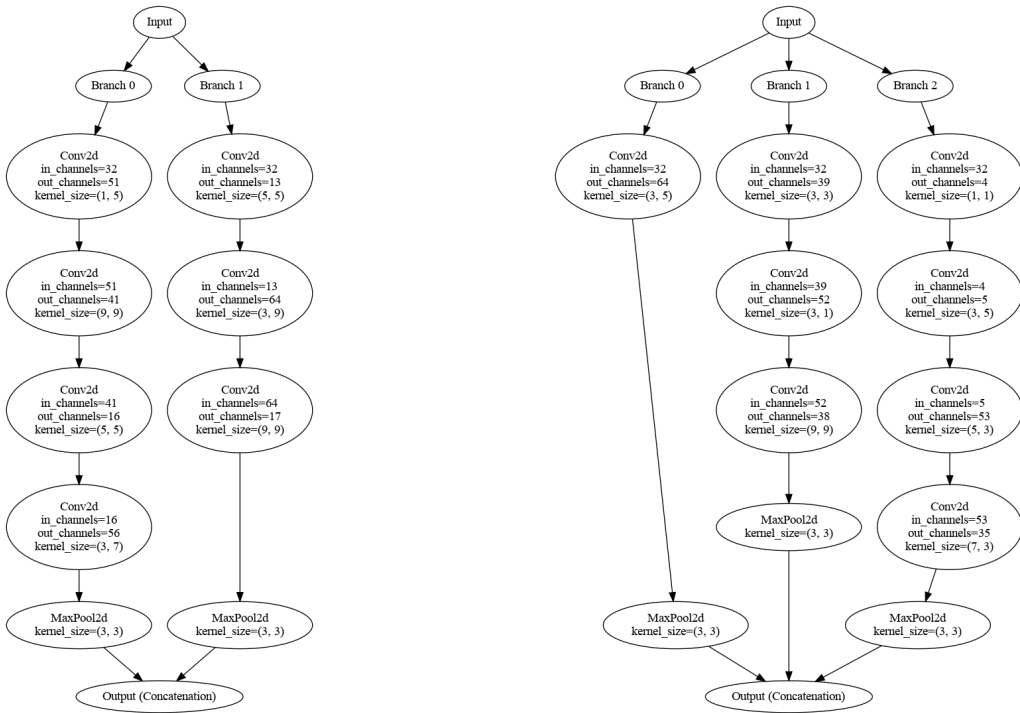 Input
Branch 0
Branch 1
Conv2d
in_channels=32
out_channels=51
kernel_size=(1, 5)
Conv2d
in_channels=32
out_channels=13
kernel_size=(5, 5)
Conv2d
in_channels=51
out_channels=41
kernel_size=(9, 9)
Conv2d
in_channels=13
out_channels=64
kernel_size=(3, 9)
Conv2d
in_channels=41
out_channels=16
kernel_size=(5, 5)
Conv2d
in_channels=64
out_channels=17
kernel_size=(9, 9)
Conv2d
in_channels=16
out_channels=56
kernel_size=(3, 7)
MaxPool2d
kernel_size=(3, 3)
MaxPool2d
kernel_size=(3, 3)
Output (Concatenation)
Input
Branch 0
Branch 1
Branch 2
Conv2d
in_channels=32
out_channels=64
kernel_size=(3, 5)
Conv2d
in_channels=32
out_channels=39
kernel_size=(3, 3)
Conv2d
in_channels=32
out_channels=4
kernel_size=(1, 1)
Conv2d
in_channels=39
out_channels=52
kernel_size=(3, 1)
Conv2d
in_channels=4
out_channels=5
kernel_size=(3, 5)
Conv2d
in_channels=52
out_channels=38
kernel_size=(9, 9)
Conv2d
in_channels=5
out_channels=53
kernel_size=(5, 3)
MaxPool2d
kernel_size=(3, 3)
Conv2d
in_channels=53
out_channels=35
kernel_size=(7, 3)
MaxPool2d
kernel_size=(3, 3)
MaxPool2d
kernel_size=(3, 3)
Output (Concatenation)